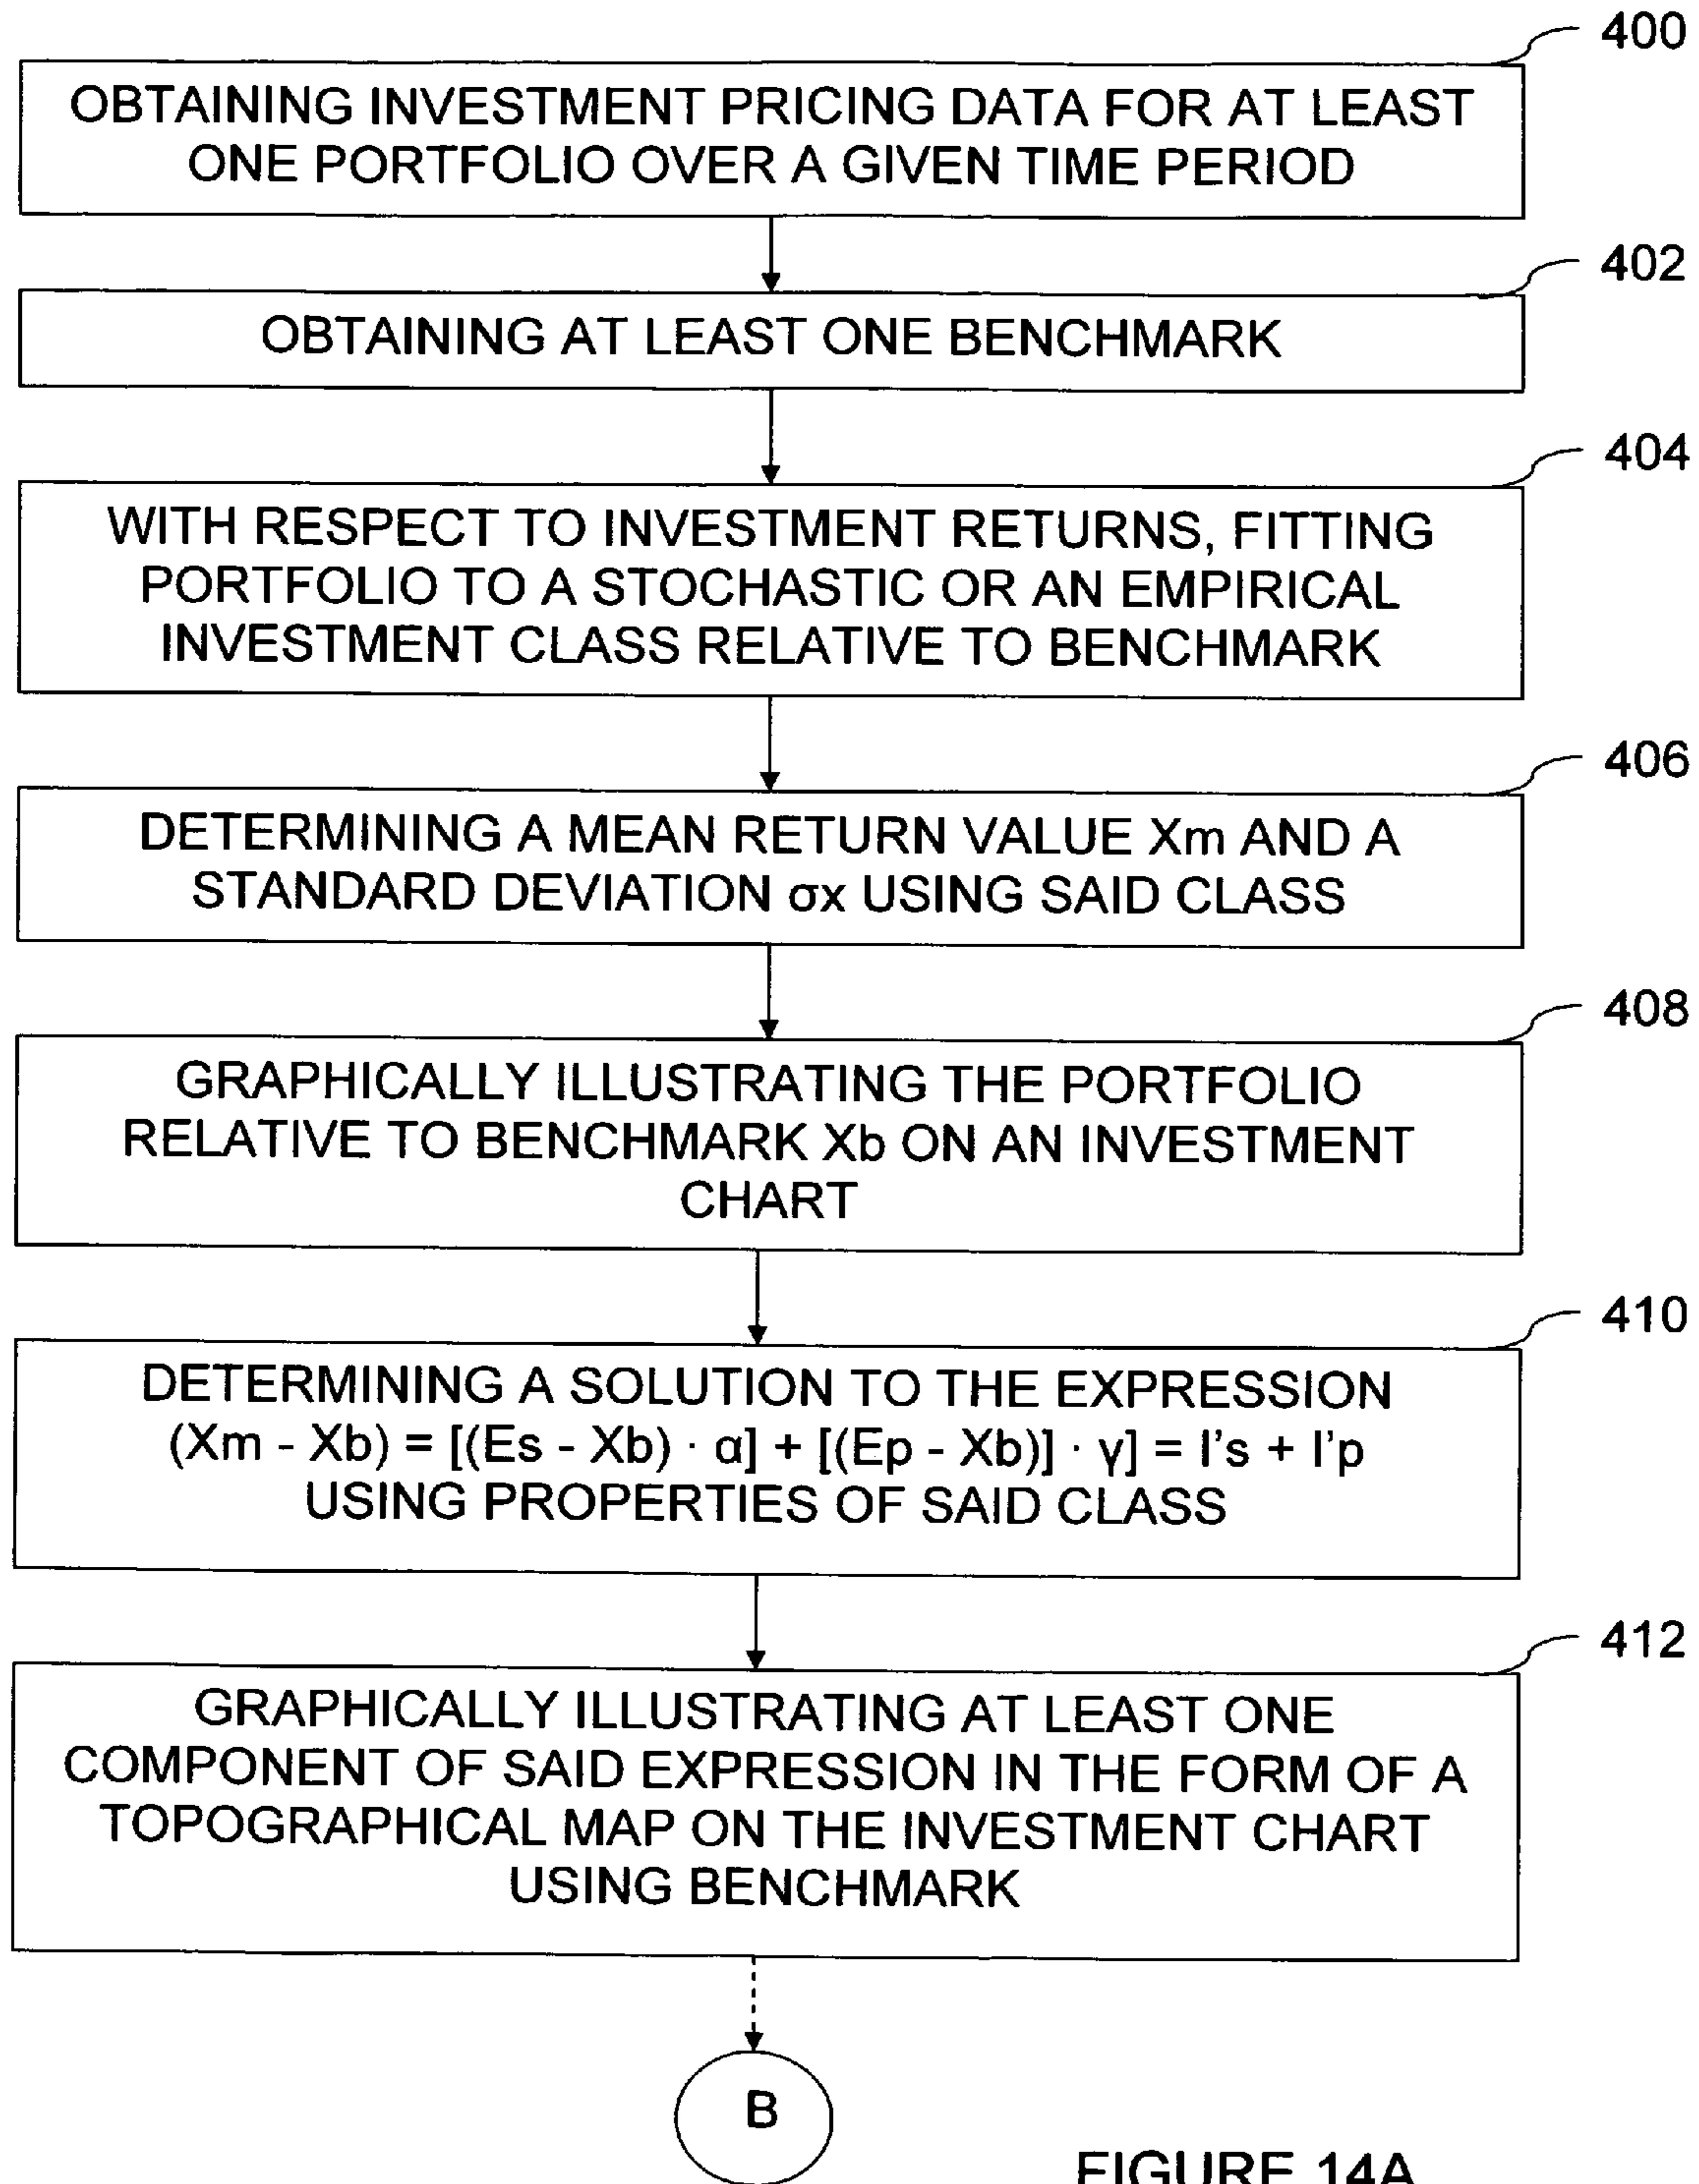 400
OBTAINING INVESTMENT PRICING DATA FOR AT LEAST
ONE PORTFOLIO OVER A GIVEN TIME PERIOD
402
OBTAINING AT LEAST ONE BENCHMARK
404
WITH RESPECT TO INVESTMENT RETURNS, FITTING
PORTFOLIO TO A STOCHASTIC OR AN EMPIRICAL
INVESTMENT CLASS RELATIVE TO BENCHMARK
406
DETERMINING A MEAN RETURN VALUE Xm AND A
STANDARD DEVIATION σx USING SAID CLASS
408
GRAPHICALLY ILLUSTRATING THE PORTFOLIO
RELATIVE TO BENCHMARK Xb ON AN INVESTMENT
CHART
410
DETERMINING A SOLUTION TO THE EXPRESSION
(Xm - Xb) = [(Es - Xb) · α] + [(Ep - Xb)] · γ] = I's + I'p
USING PROPERTIES OF SAID CLASS
412
GRAPHICALLY ILLUSTRATING AT LEAST ONE
COMPONENT OF SAID EXPRESSION IN THE FORM OF A
TOPOGRAPHICAL MAP ON THE INVESTMENT CHART
USING BENCHMARK
B
FIGURE 14A